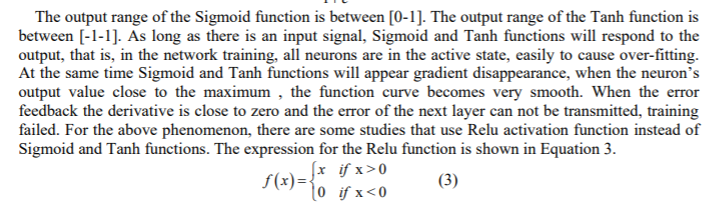 The output range of the Sigmoid function is between [0-1]. The output range of the Tanh function is
between [-1-1]. As long as there is an input signal, Sigmoid and Tanh functions will respond to the
output, that is, in the network training, all neurons are in the active state, easily to cause over-fitting.
At the same time Sigmoid and Tanh functions will appear gradient disappearance, when the neuron's
output value close to the maximum , the function curve becomes very smooth. When the error
feedback the derivative is close to zero and the error of the next layer can not be transmitted, training
failed. For the above phenomenon, there are some studies that use Relu activation function instead of
Sigmoid and Tanh functions. The expression for the Relu function is shown in Equation 3.
f(x)={x if x>0
0 if x<0 (3)